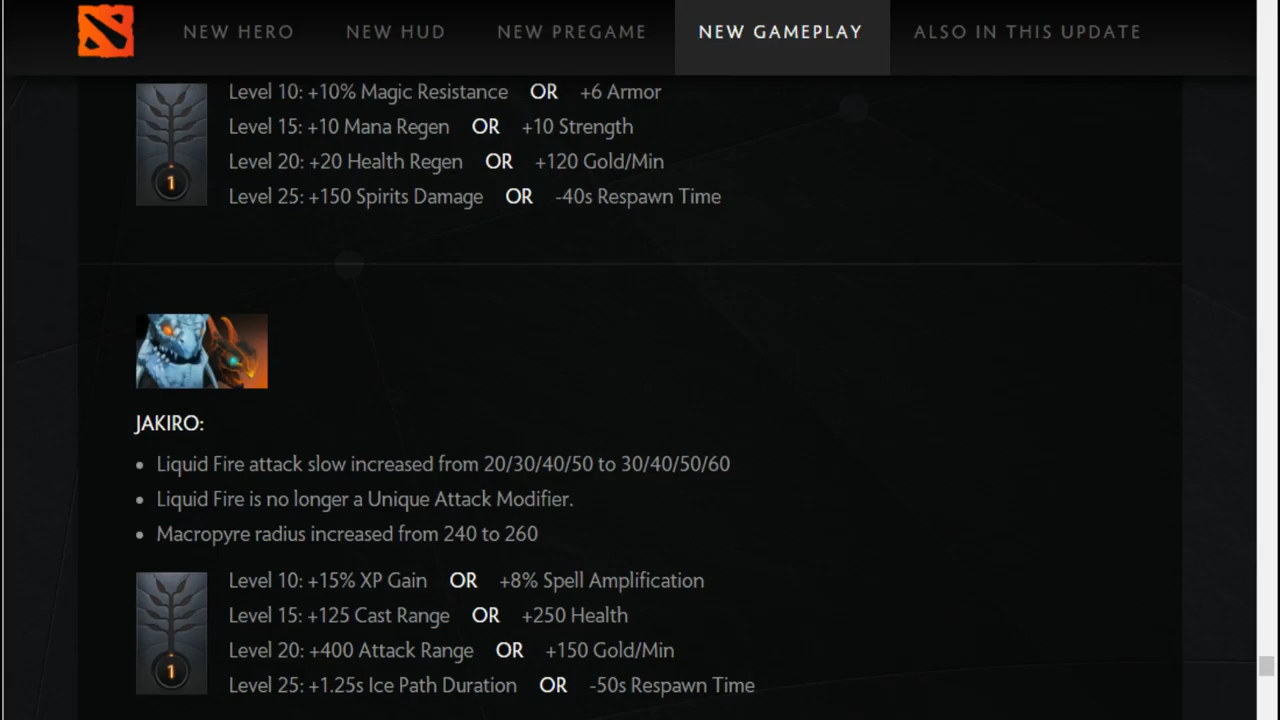 NEW HERO NEW HUD NEW PREGAME NEW GAMEPLAY ALSO IN THIS UPDATE
Level 10: +10% Magic Resistance OR +6 Armor
Level 15: +10 Mana Regen OR +10 Strength
Level 20: +20 Health Regen OR +120 Gold/Min
Level 25: +150 Spirits Damage OR -40s Respawn Time
1
JAKIRO:
• Liquid Fire attack slow increased from 20/30/40/50 to 30/40/50/60
• Liquid Fire is no longer a Unique Attack Modifier.
• Macropyre radius increased from 240 to 260
Level 10: +15% XP Gain OR +8% Spell Amplification
Level 15: +125 Cast Range OR +250 Health
Level 20: +400 Attack Range OR +150 Gold/Min
Level 25: +1.25s Ice Path Duration OR -50s Respawn Time
1